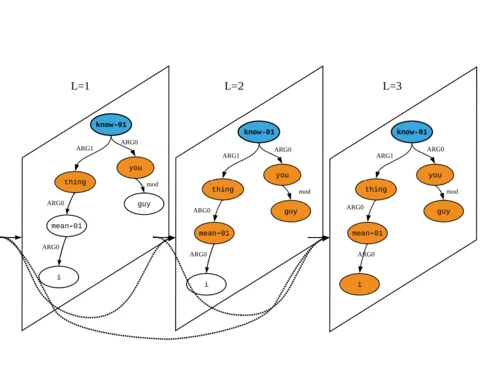 L=1
L=2
L=3
know-01
ARG1
ARG0
thing
you
ARG0
mod
mean-01
guy
ARG0
i
know-01
ARG1
ARG0
thing
you
ARG0
mod
mean-01
guy
ARG0
i
know-01
ARG1
ARG0
thing
you
ARG0
mod
mean-01
guy
ARG0
i